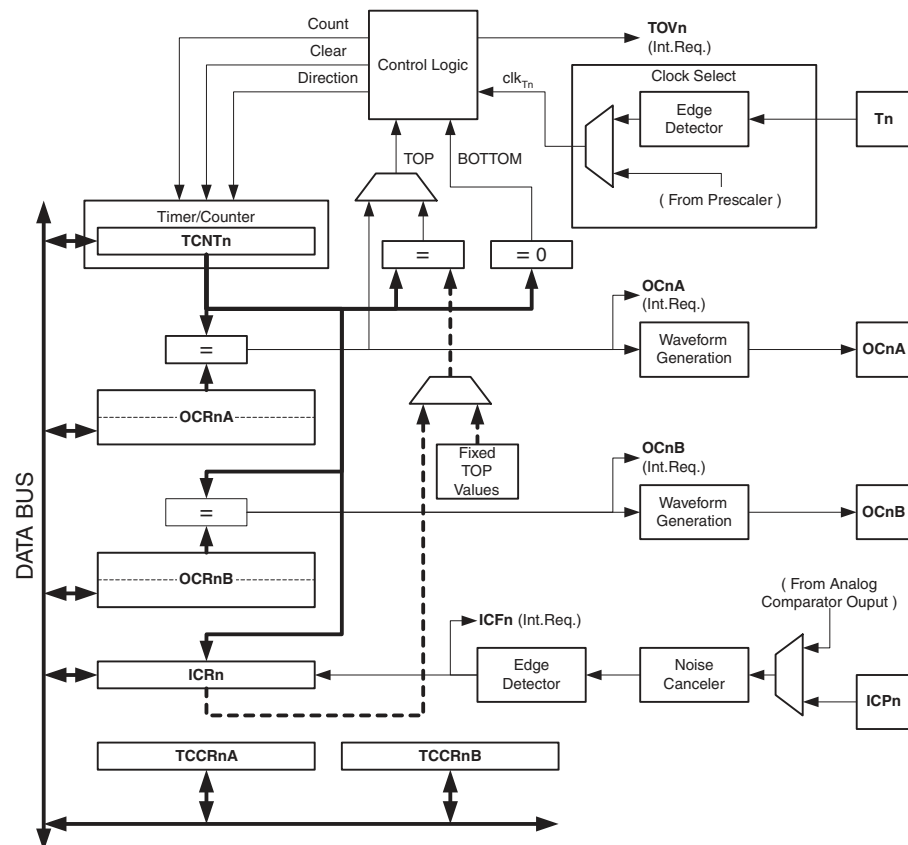 Count
Clear
Direction
Control Logic
TOVn
(Int.Req.)
clkTn
Clock Select
Edge
Detector
Tn
( From Prescaler )
TOP
BOTTOM
Timer/Counter
TCNTn
=
= 0
OCnA
(Int.Req.)
=
Waveform
Generation
OCnA
OCRnA
Fixed
TOP
Values
OCnB
(Int.Req.)
=
Waveform
Generation
OCnB
DATA BUS
OCRnB
( From Analog
Comparator Ouput )
ICFn (Int.Req.)
ICRn
Edge
Detector
Noise
Canceler
ICPn
TCCRnA
TCCRnB